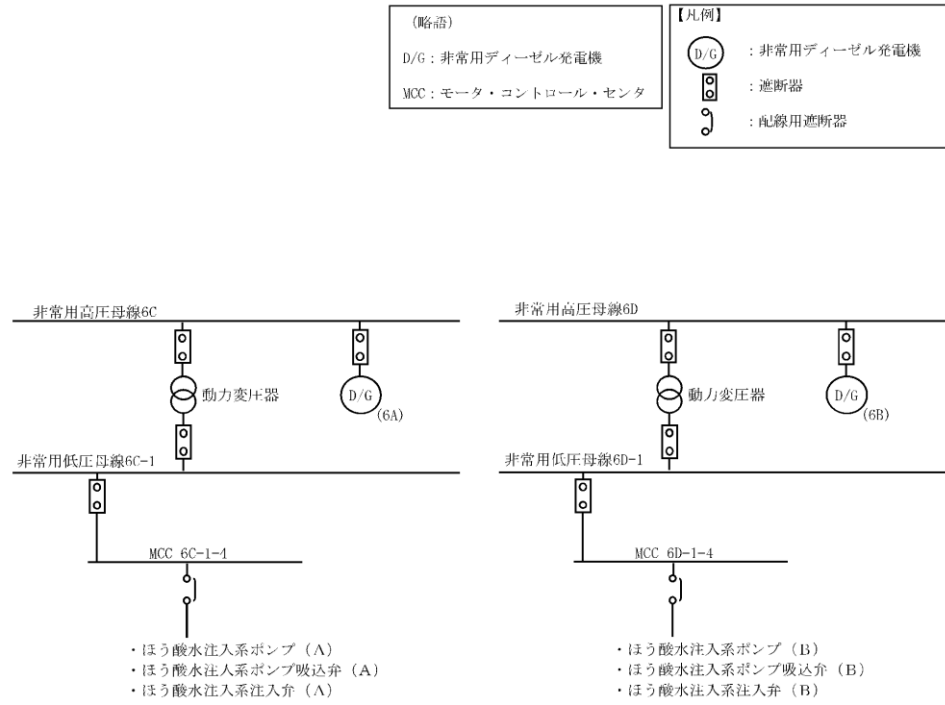 (略語)
D/G：非常用ディーゼル発電機
MCC：モータ・コントロール・センタ
【凡例】
D/G ：非常用ディーゼル発電機
：遮断器
：配線用遮断器
非常用高圧母線6C
動力変圧器
D/G
(6A)
非常用低圧母線6C-1
MCC 6C-1-4
・ほう酸水注入系ポンプ（A）
・ほう酸水注入系ポンプ吸込弁（A）
・ほう酸水注入系注入弁（A）
非常用高圧母線6D
動力変圧器
D/G
(6B)
非常用低圧母線6D-1
MCC 6D-1-4
・ほう酸水注入系ポンプ（B）
・ほう酸水注入系ポンプ吸込弁（B）
・ほう酸水注入系注入弁（B）